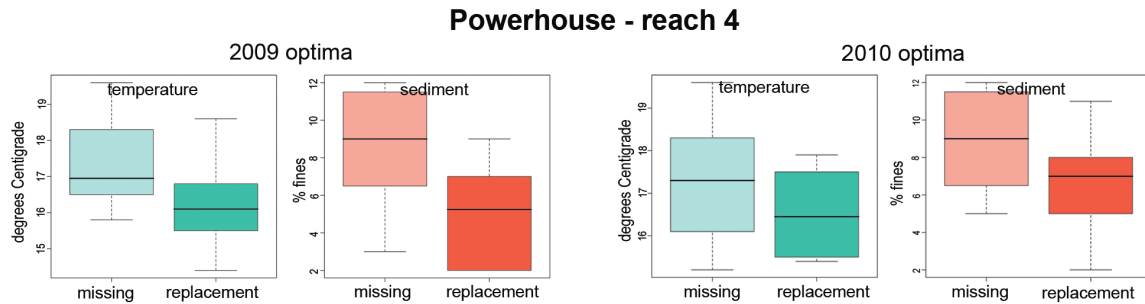 Powerhouse - reach 4
2009 optima
2010 optima
temperature
degrees Centigrade
19
18
17
16
15
missing
replacement
sediment
% fines
12
10
8
6
4
2
missing
replacement
temperature
degrees Centigrade
19
18
17
16
missing
replacement
sediment
% fines
12
10
8
6
4
2
missing
replacement